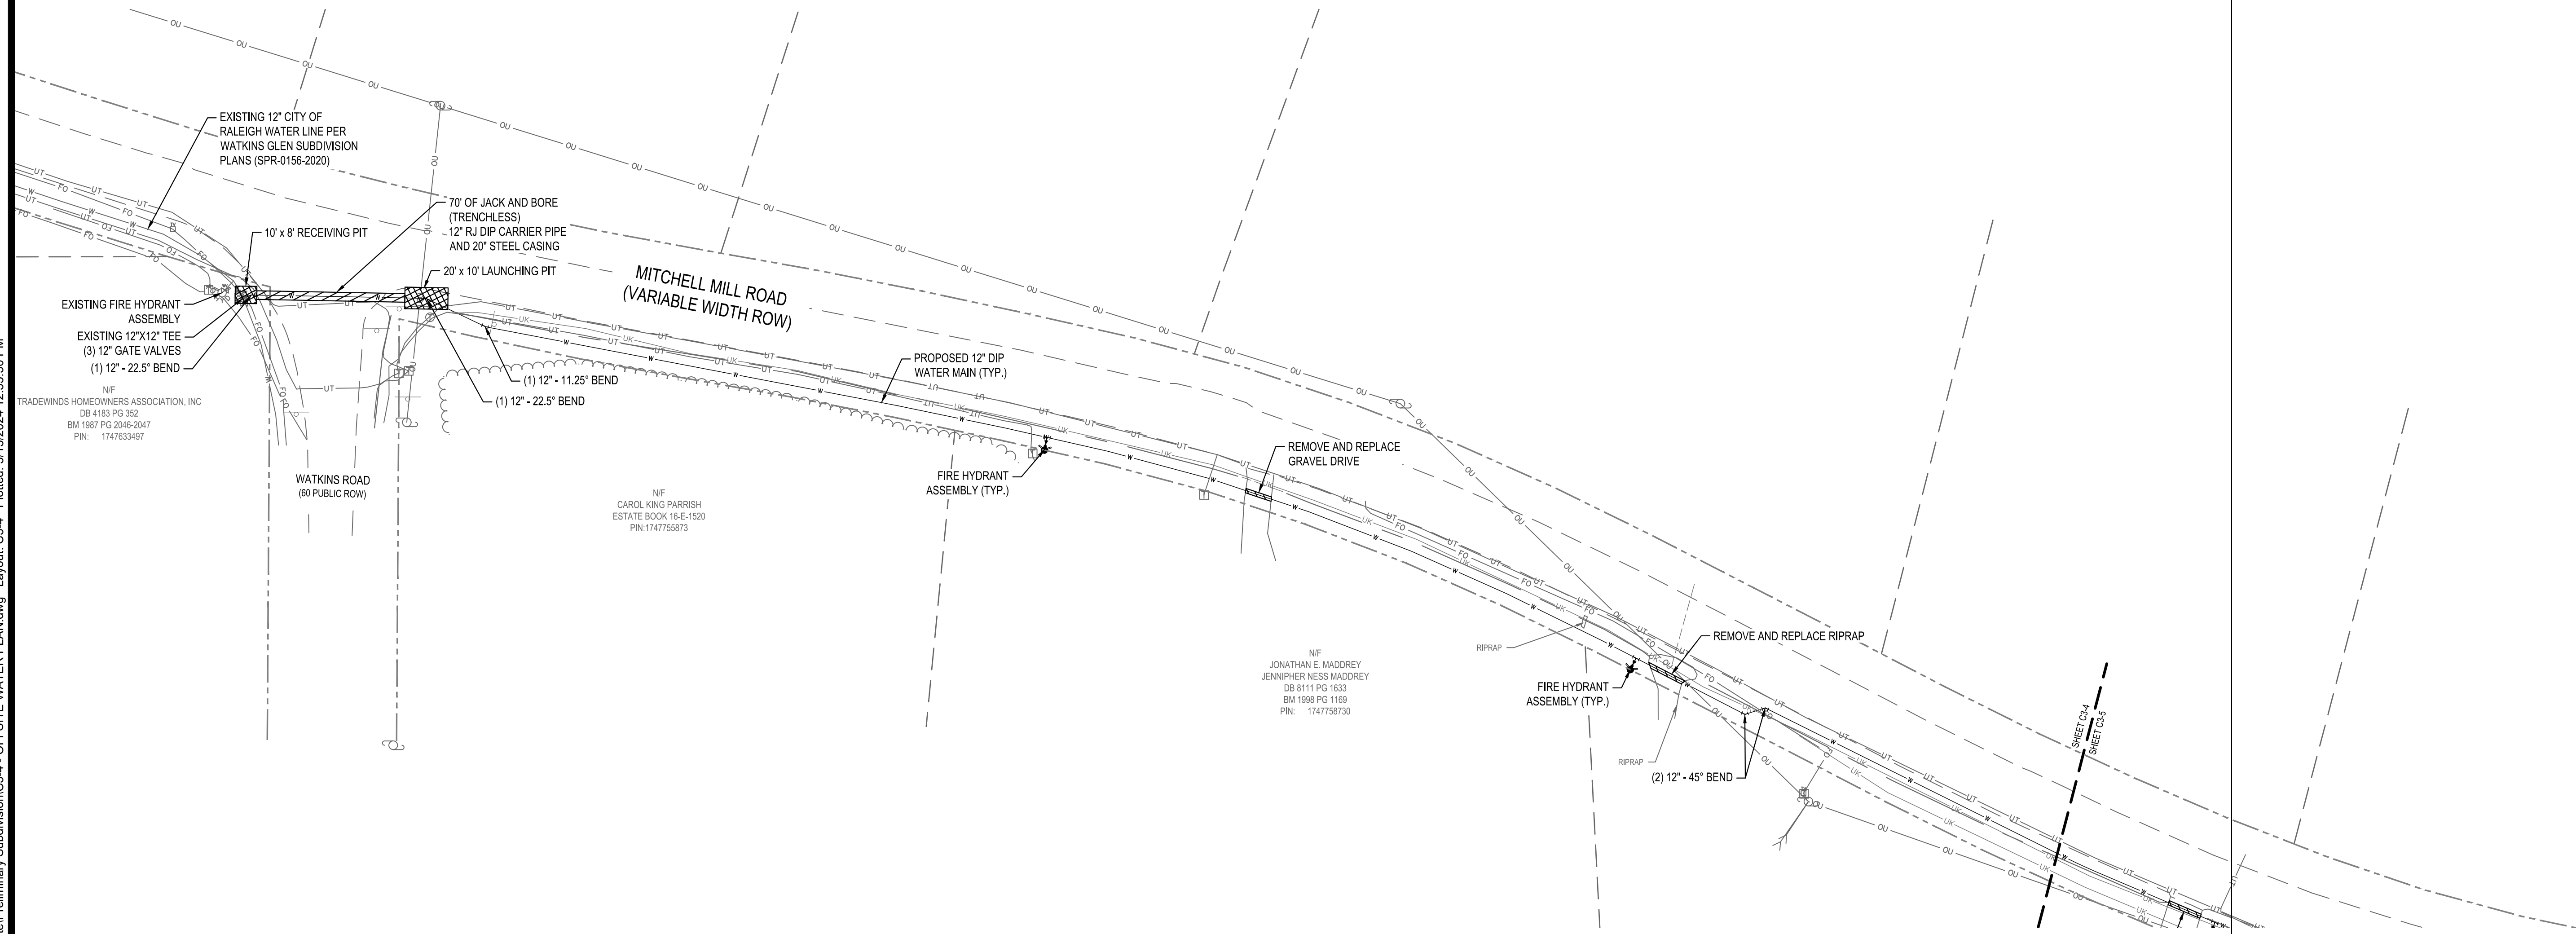 EXISTING 12" CITY OF
RALEIGH WATER LINE PER
WATKINS GLEN SUBDIVISION
PLANS (SPR-0156-2020)
70' OF JACK AND BORE
(TRENCHLESS)
12" RJ DIP CARRIER PIPE
AND 20" STEEL CASING
10' x 8' RECEIVING PIT
20' x 10' LAUNCHING PIT
MITCHELL MILL ROAD
(VARIABLE WIDTH ROW)
EXISTING FIRE HYDRANT
ASSEMBLY
EXISTING 12"X12" TEE
(3) 12" GATE VALVES
(1) 12" - 22.5° BEND
N/F
TRADEWINDS HOMEOWNERS ASSOCIATION, INC
DB 4183 PG 352
BM 1987 PG 2046-2047
PIN: 1747633497
(1) 12" - 11.25° BEND
(1) 12" - 22.5° BEND
PROPOSED 12" DIP
WATER MAIN (TYP.)
WATKINS ROAD
(60 PUBLIC ROW)
N/F
CAROL KING PARRISH
ESTATE BOOK 16-E-1520
PIN:1747755873
FIRE HYDRANT
ASSEMBLY (TYP.)
REMOVE AND REPLACE
GRAVEL DRIVE
N/F
JONATHAN E. MADDREY
JENNIPHER NESS MADDREY
DB 8111 PG 1633
BM 1998 PG 1169
PIN: 1747758730
RIPRAP
REMOVE AND REPLACE RIPRAP
FIRE HYDRANT
ASSEMBLY (TYP.)
RIPRAP
(2) 12" - 45° BEND
SHEET C3-4
SHEET C3-5